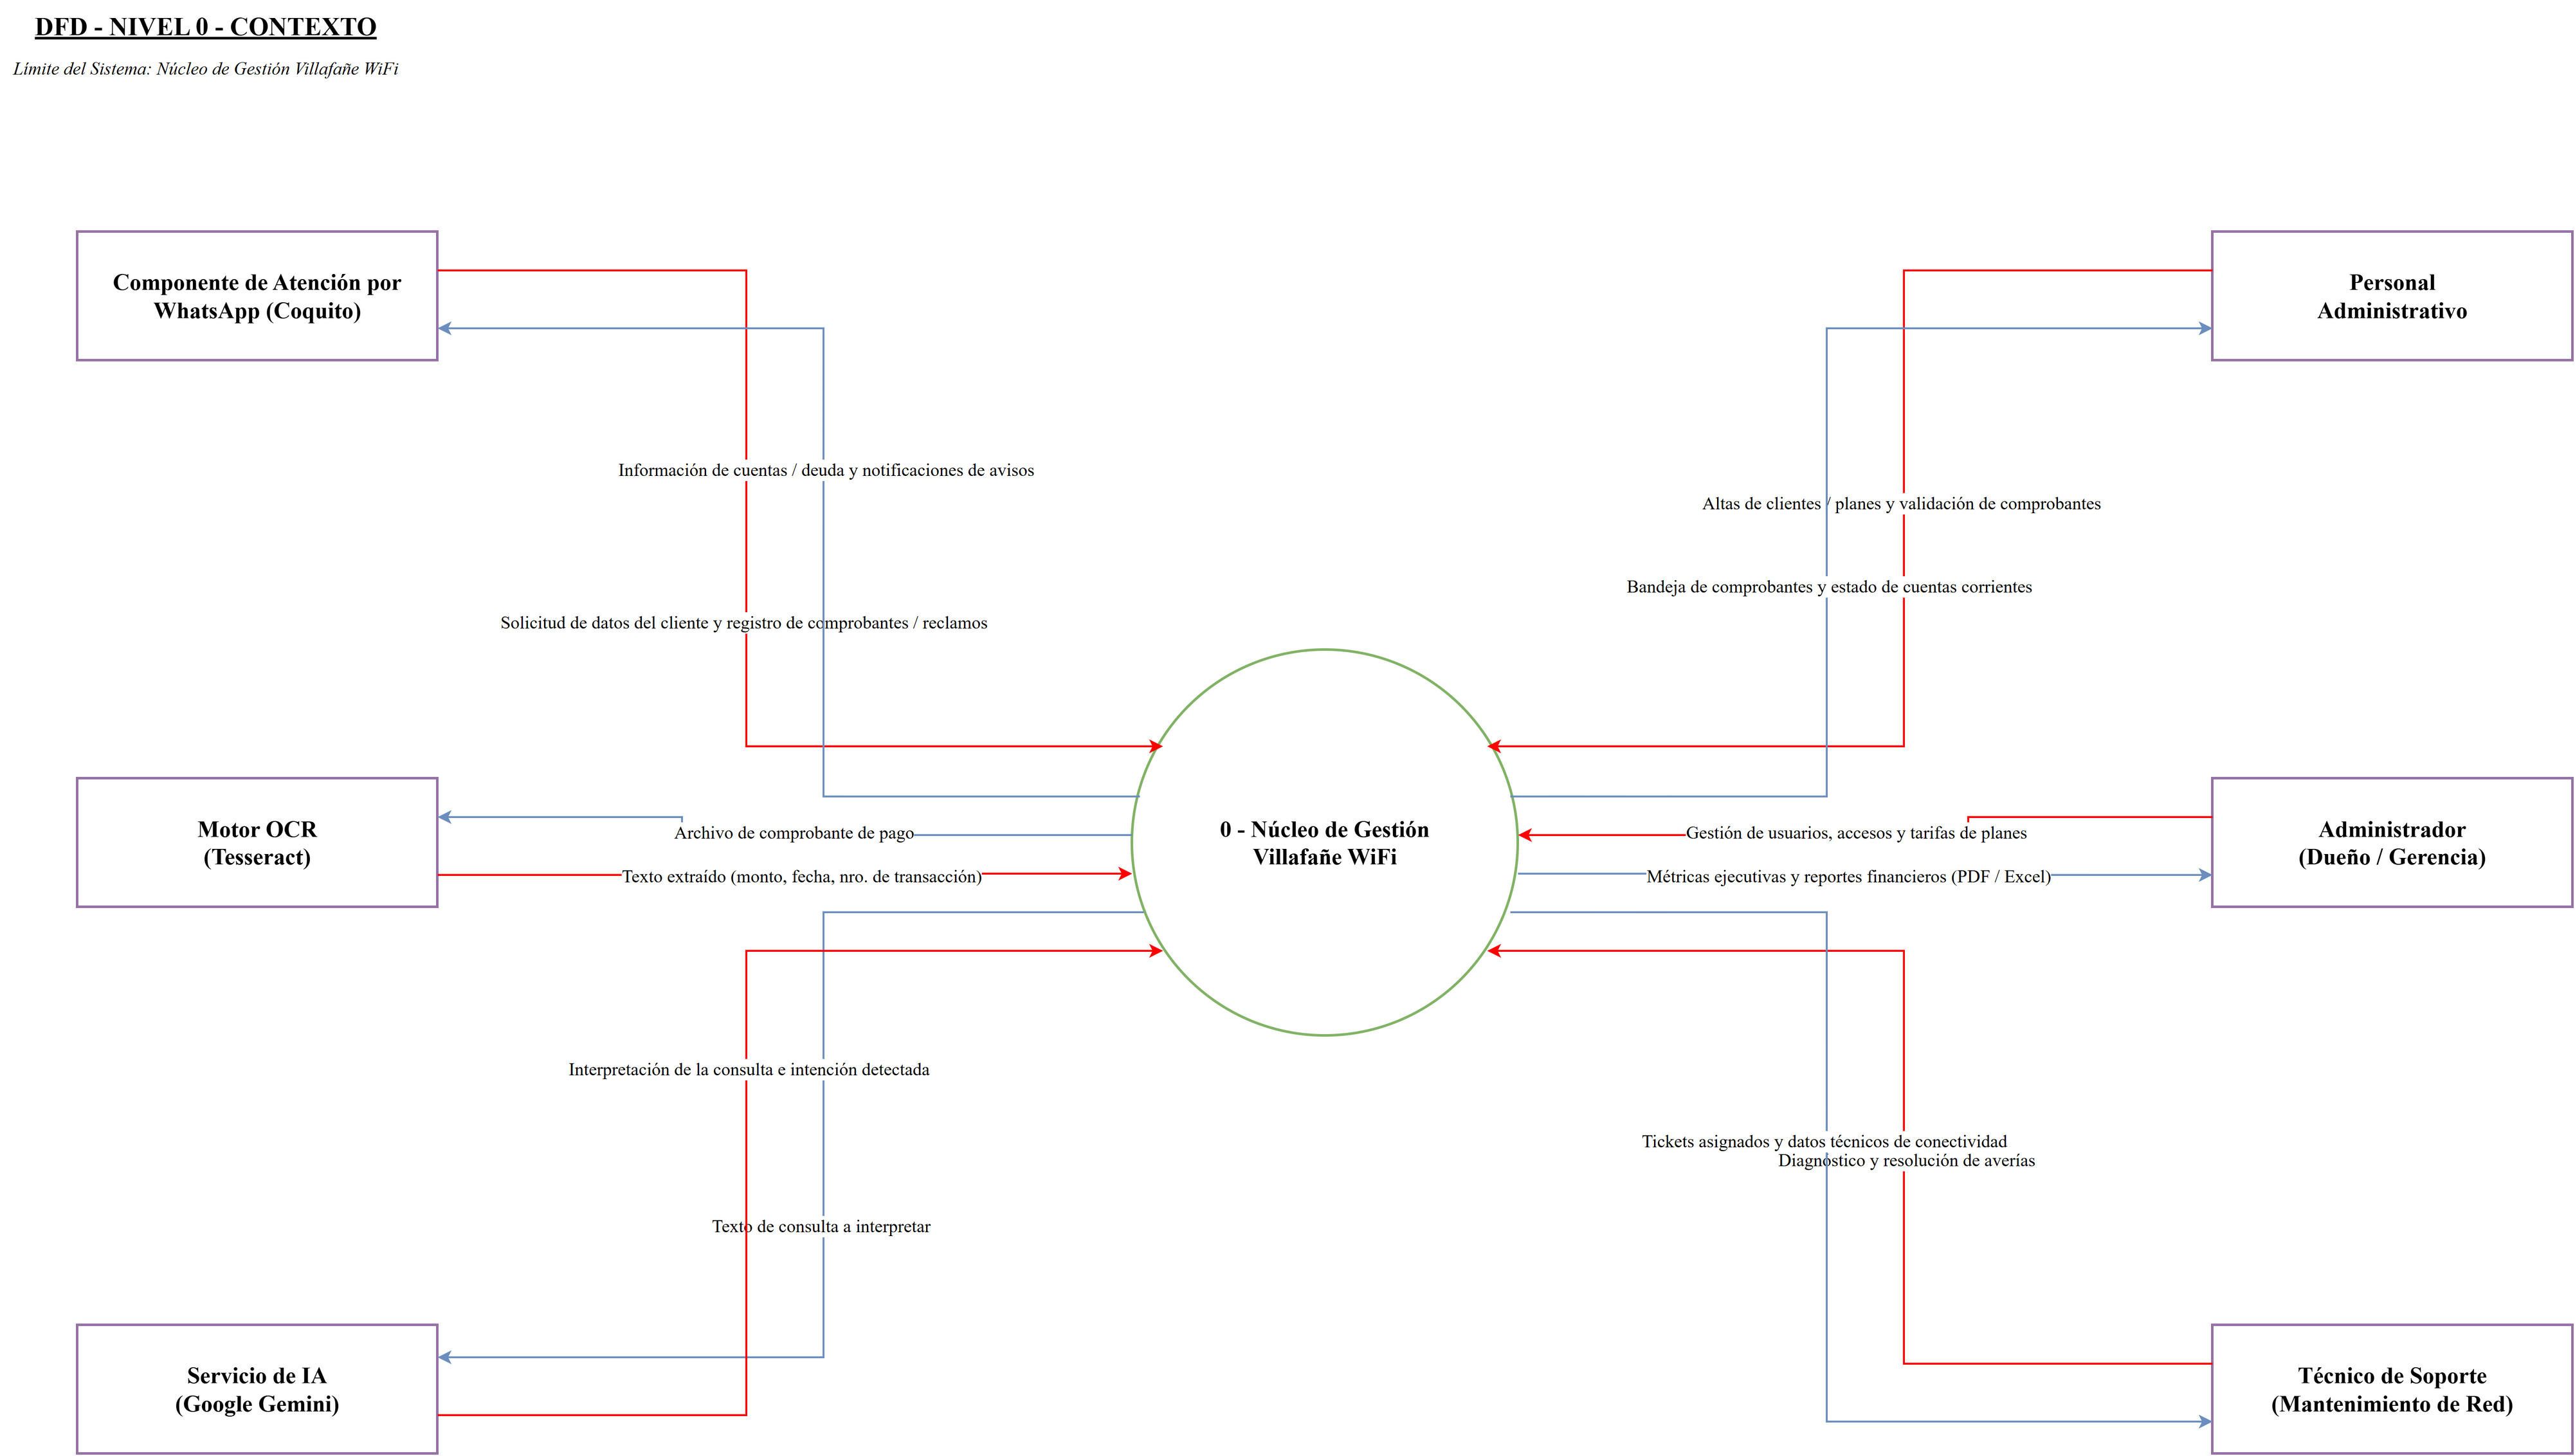 DFD - NIVEL 0 - CONTEXTO
Límite del Sistema: Núcleo de Gestión Villafañe WiFi
Componente de Atención por
WhatsApp (Coquito)
Personal
Administrativo
Información de cuentas / deuda y notificaciones de avisos
Altas de clientes / planes y validación de comprobantes
Bandeja de comprobantes y estado de cuentas corrientes
Solicitud de datos del cliente y registro de comprobantes / reclamos
Motor OCR
(Tesseract)
Archivo de comprobante de pago
Texto extraído (monto, fecha, nro. de transacción)
0 - Núcleo de Gestión
Villafañe WiFi
Gestión de usuarios, accesos y tarifas de planes
Métricas ejecutivas y reportes financieros (PDF / Excel)
Administrador
(Dueño / Gerencia)
Interpretación de la consulta e intención detectada
Tickets asignados y datos técnicos de conectividad
Diagnóstico y resolución de averías
Texto de consulta a interpretar
Servicio de IA
(Google Gemini)
Técnico de Soporte
(Mantenimiento de Red)